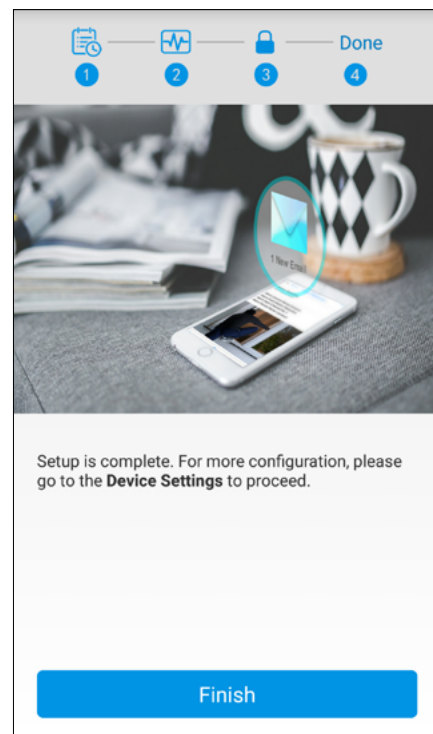 Done
1 2 3 4
1 New Email
Setup is complete. For more configuration, please
go to the Device Settings to proceed.
Finish